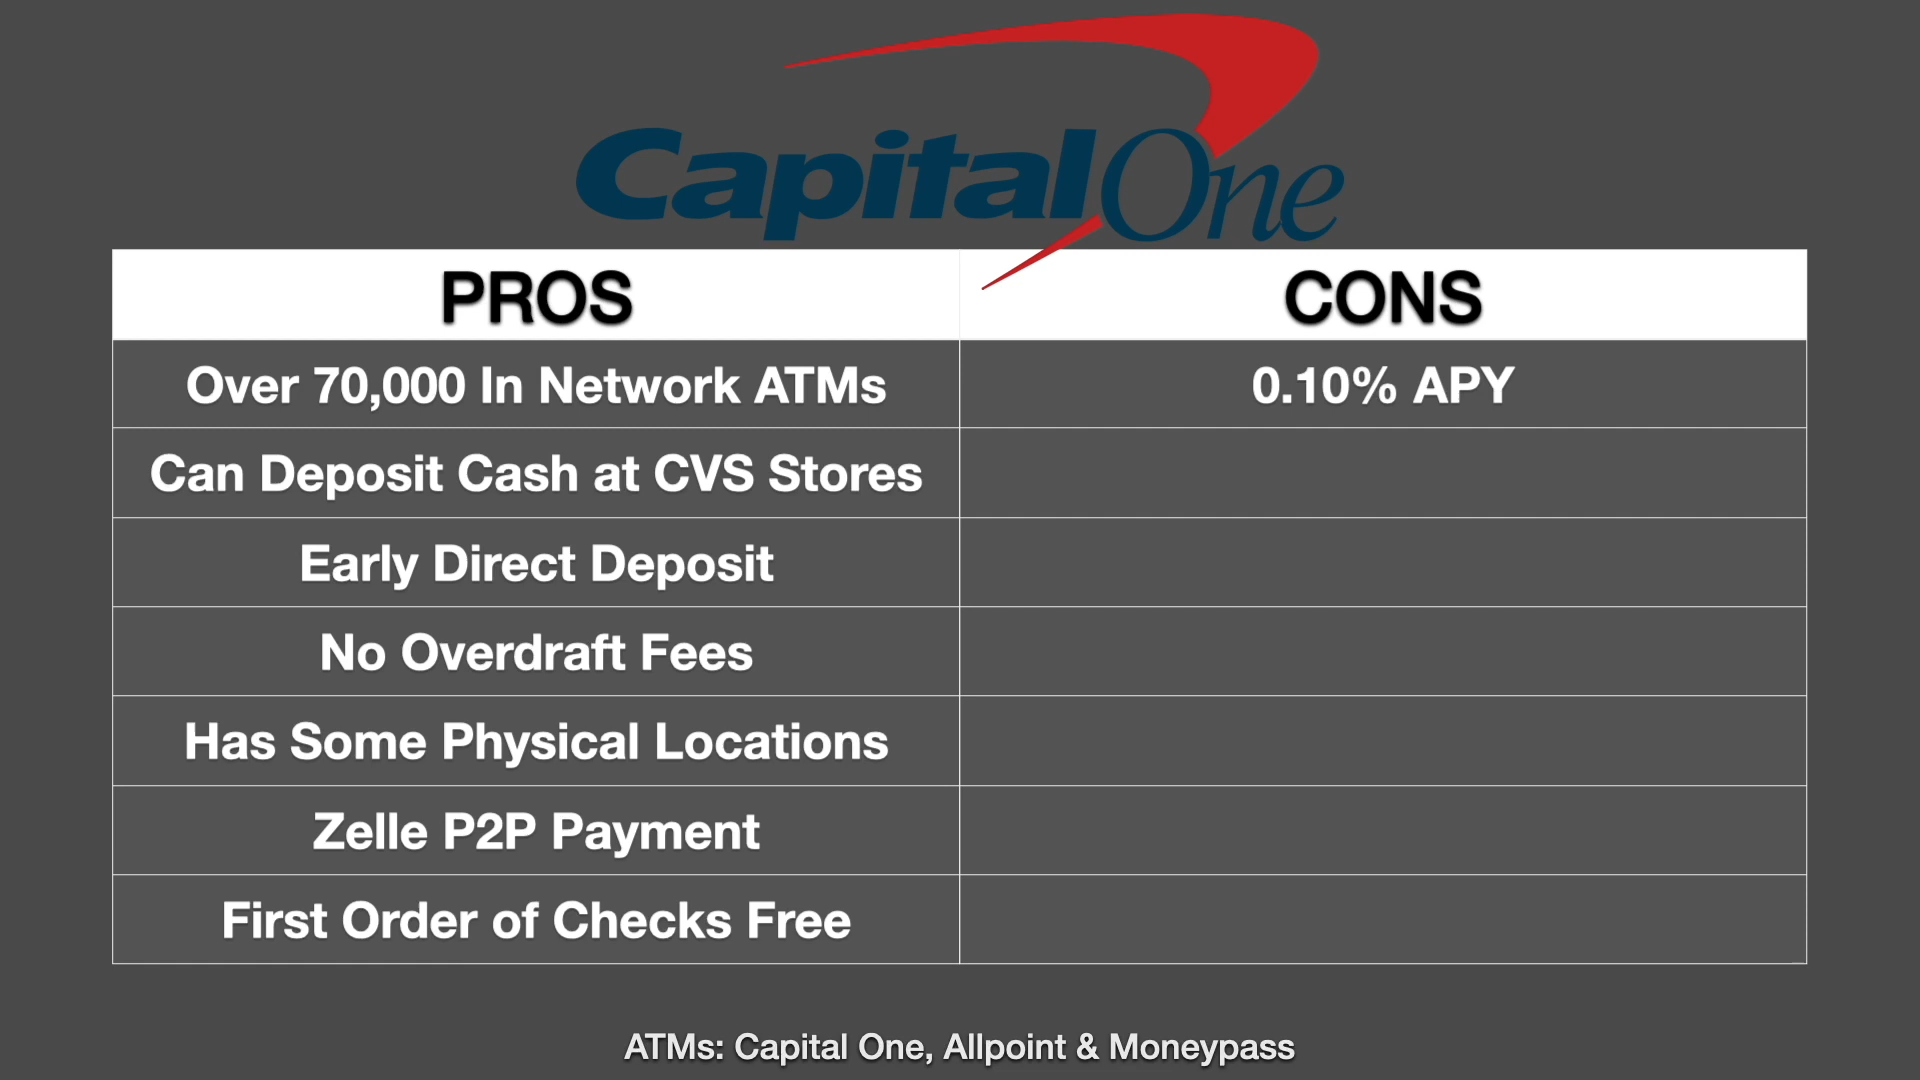 Capital One
PROS
CONS
Over 70,000 In Network ATMs
0.10% APY
Can Deposit Cash at CVS Stores
Early Direct Deposit
No Overdraft Fees
Has Some Physical Locations
Zelle P2P Payment
First Order of Checks Free
ATMs: Capital One, Allpoint & Moneypass